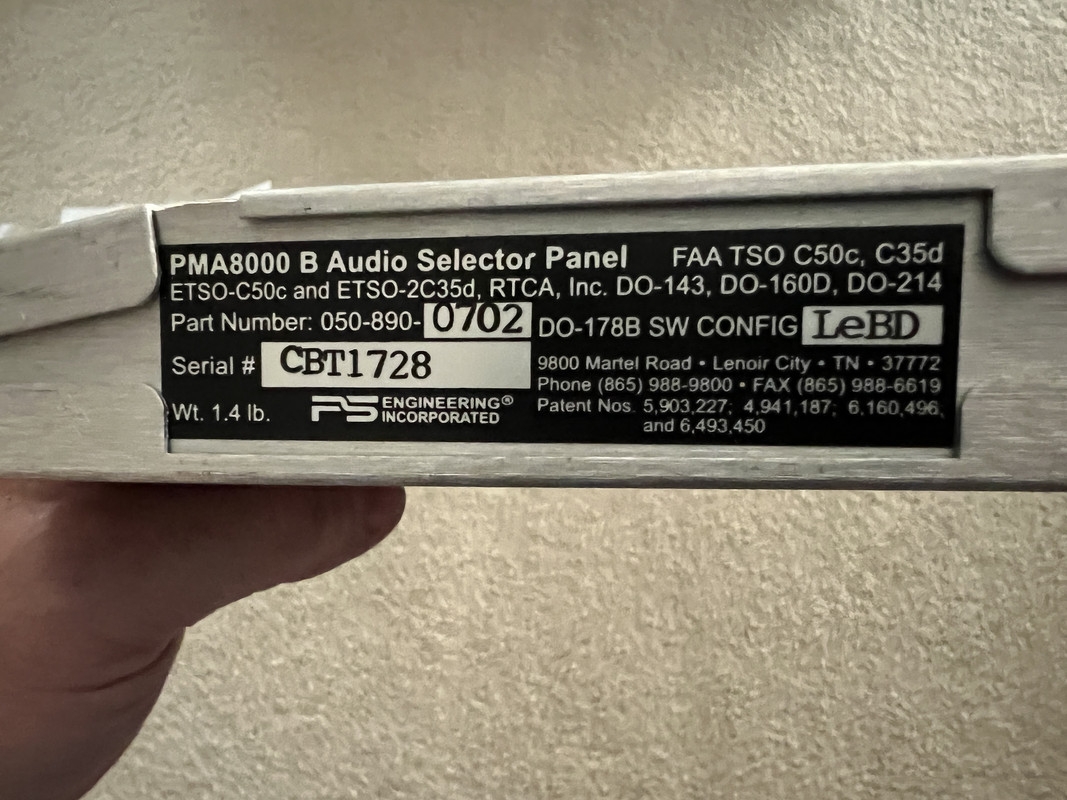 PMA8000 B Audio Selector Panel FAA TSO C50c, C35d
ETSO-C50c and ETSO-2C35d, RTCA, Inc. DO-143, DO-160D, DO-214
Part Number: 050-890-0702 DO-178B SW CONFIG LeBD
Serial # CBT1728
9800 Martel Road • Lenoir City • TN • 37772
Phone (865) 988-9800 • FAX (865) 988-6619
Wt. 1.4 lb. PS ENGINEERING® INCORPORATED
Patent Nos. 5,903,227; 4,941,187; 6,160,496,
and 6,493,450